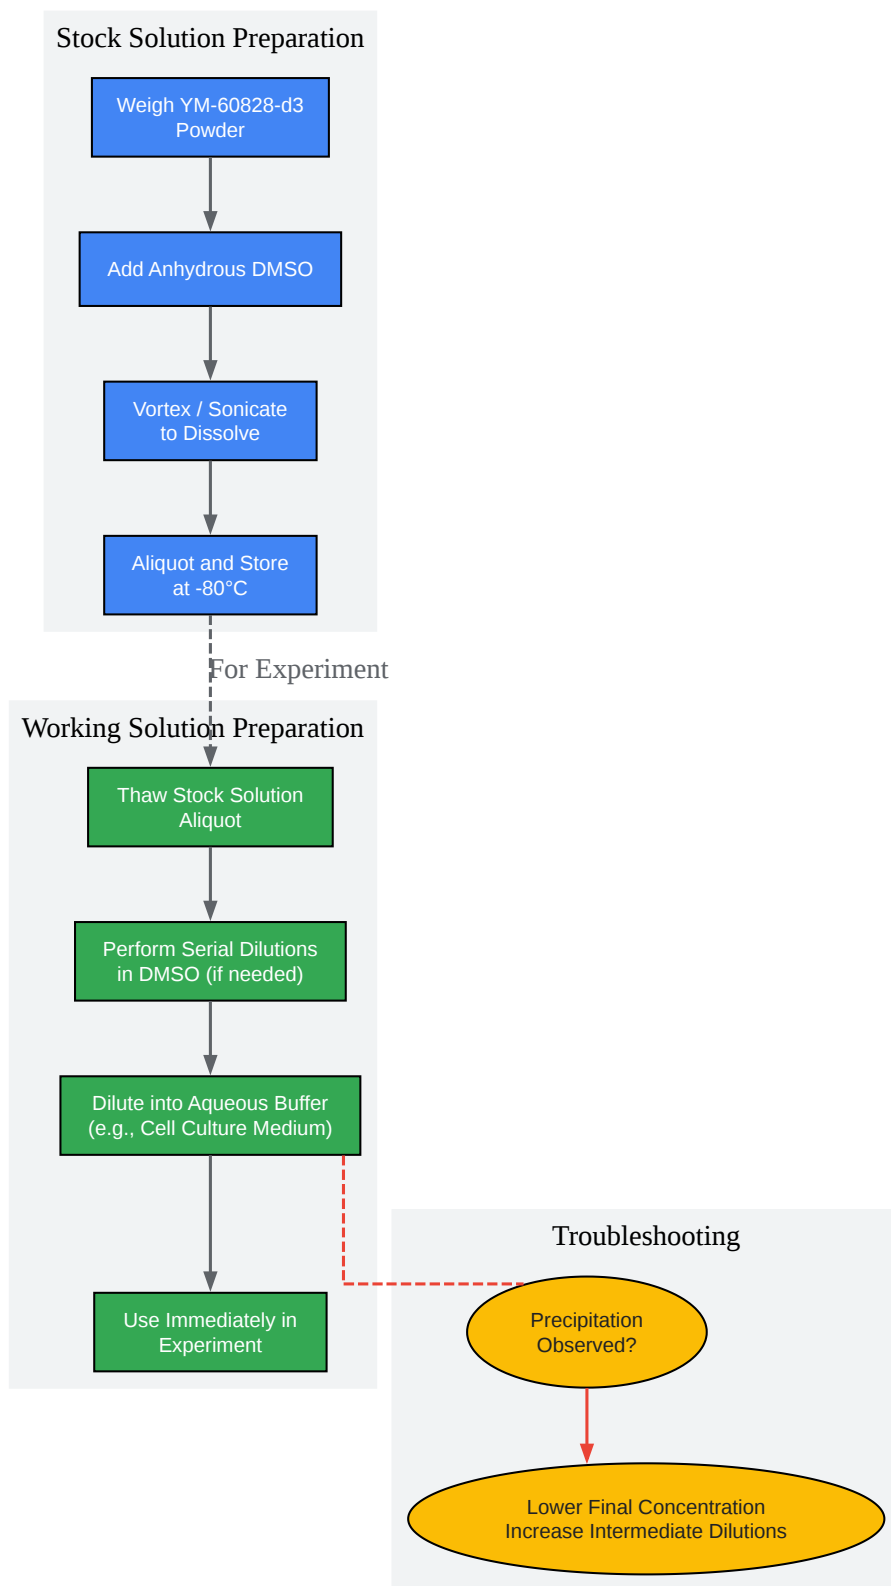 Stock Solution Preparation
Weigh YM-60828-d3
Powder
Add Anhydrous DMSO
Vortex / Sonicate
to Dissolve
Aliquot and Store
at -80°C
For Experiment
Working Solution Preparation
Thaw Stock Solution
Aliquot
Perform Serial Dilutions
in DMSO (if needed)
Dilute into Aqueous Buffer
(e.g., Cell Culture Medium)
Use Immediately in
Experiment
Troubleshooting
Precipitation
Observed?
Lower Final Concentration
Increase Intermediate Dilutions